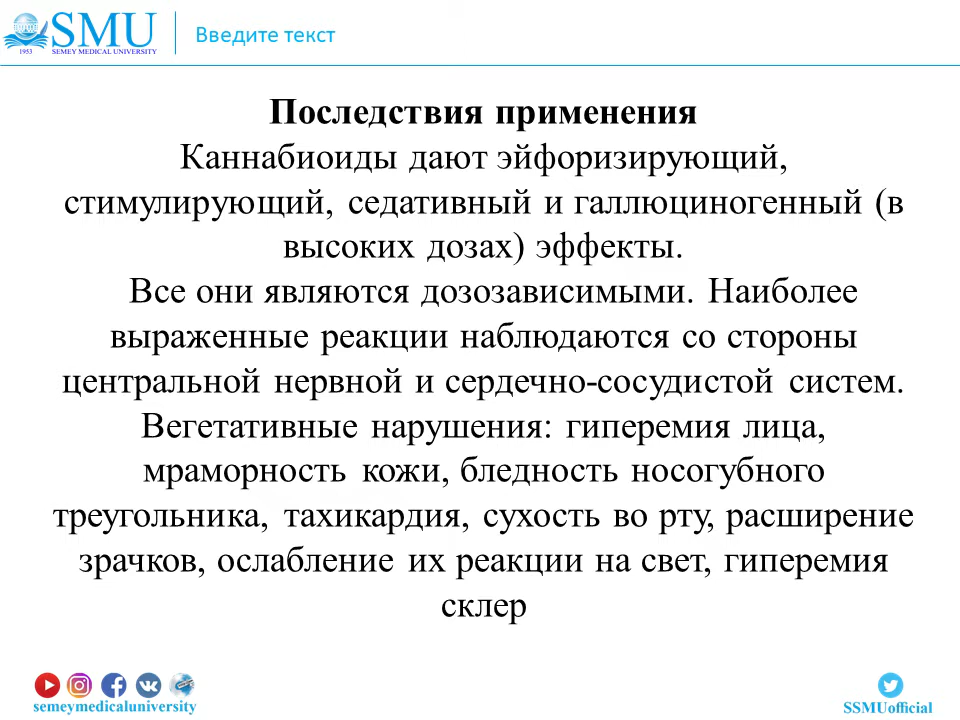 SMU
SEMEY MEDICAL UNIVERSITY
1953
Введите текст
Последствия применения
Каннабиоиды дают эйфоризирующий,
стимулирующий, седативный и галлюциногенный (в
высоких дозах) эффекты.
Все они являются дозозависимыми. Наиболее
выраженные реакции наблюдаются со стороны
центральной нервной и сердечно-сосудистой систем.
Вегетативные нарушения: гиперемия лица,
мраморность кожи, бледность носогубного
треугольника, тахикардия, сухость во рту, расширение
зрачков, ослабление их реакции на свет, гиперемия
склер
semeymedicaluniversity
SSMUofficial